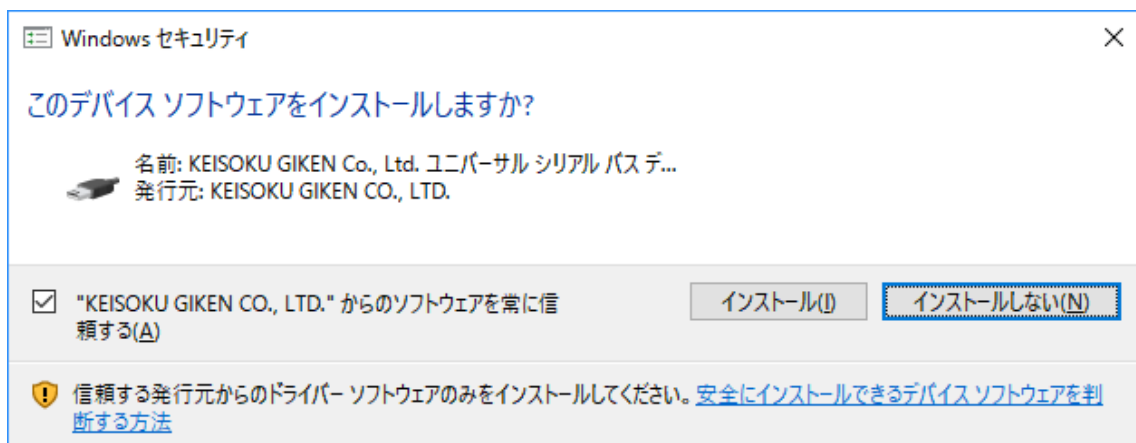 Windows セキュリティ
このデバイス ソフトウェアをインストールしますか?
名前: KEISOKU GIKEN Co., Ltd. ユニバーサル シリアル バス デ...
発行元: KEISOKU GIKEN CO., LTD.
"KEISOKU GIKEN CO., LTD." からのソフトウェアを常に信
頼する(A)
インストール(I)
インストールしない(N)
信頼する発行元からのドライバー ソフトウェアのみをインストールしてください。安全にインストールできるデバイス ソフトウェアを判
断する方法